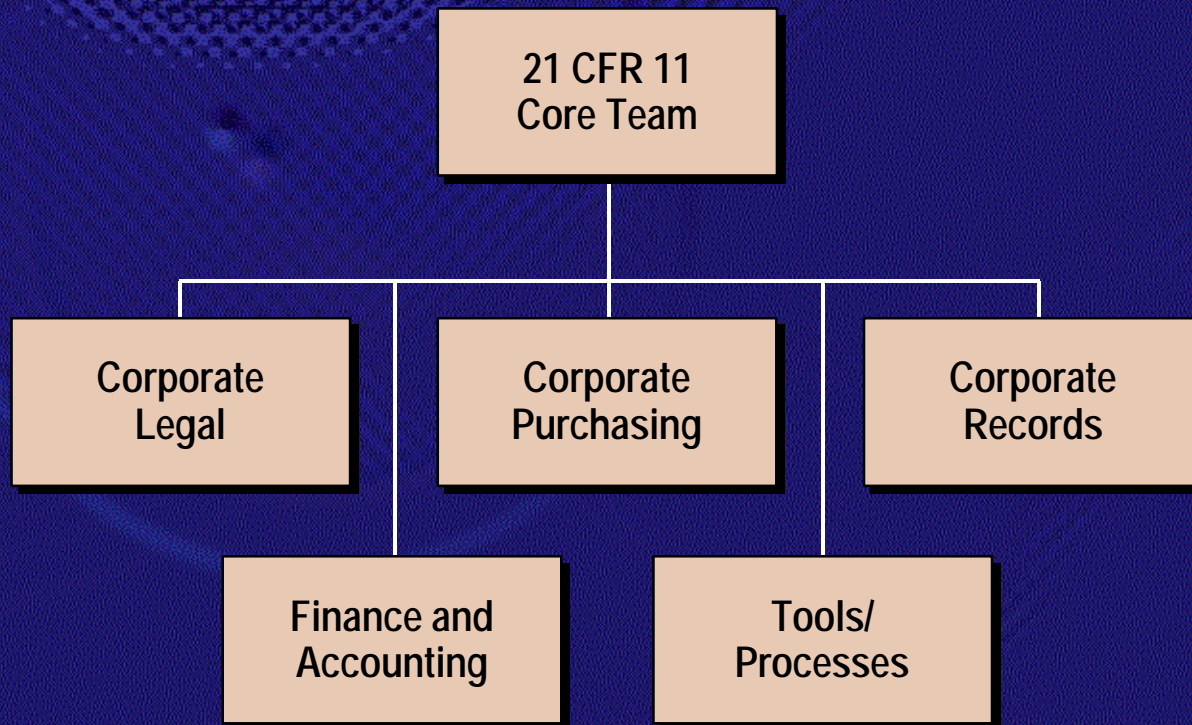 21 CFR 11
Core Team
Corporate
Legal
Corporate
Purchasing
Corporate
Records
Finance and
Accounting
Tools/
Processes